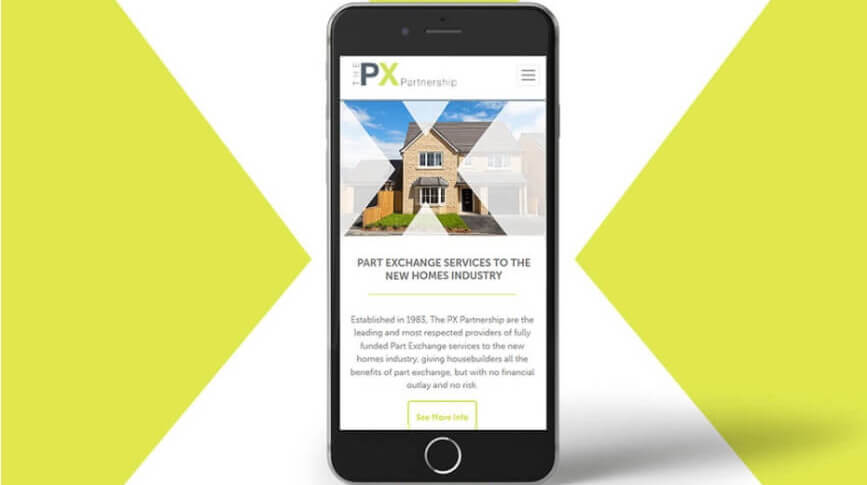 THE PX Partnership
PART EXCHANGE SERVICES TO THE
NEW HOMES INDUSTRY
Established in 1983, The PX Partnership are the
leading and most respected providers of fully
funded Part Exchange services to the new
homes industry, giving housebuilders all the
benefits of part exchange, but with no financial
outlay and no risk
See More Info